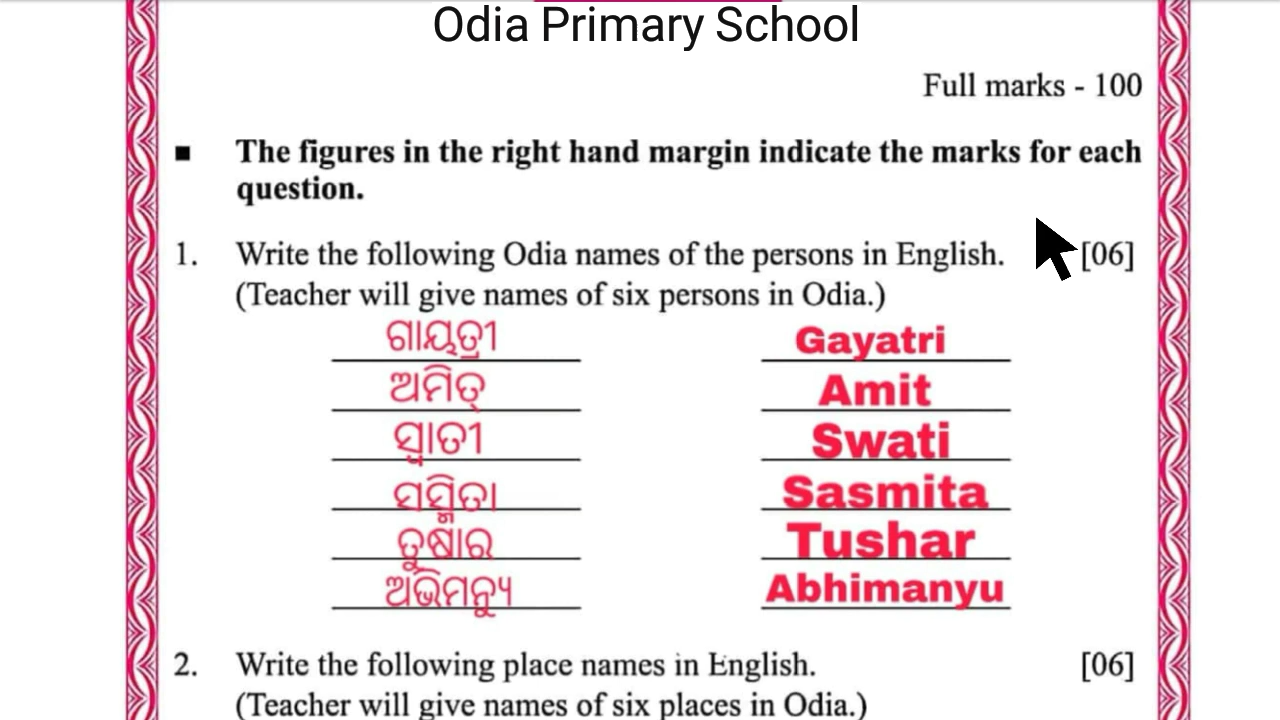 Odia Primary School
Full marks - 100
■ The figures in the right hand margin indicate the marks for each
question.
1. Write the following Odia names of the persons in English. [06]
(Teacher will give names of six persons in Odia.)
ଗାୟତ୍ରୀ Gayatri
ଅମିତ୍ Amit
ସ୍ୱାତୀ Swati
ସସ୍ମିତା Sasmita
ତୁଷାର Tushar
ଅଭିମନ୍ୟୁ Abhimanyu
2. Write the following place names in English. [06]
(Teacher will give names of six places in Odia.)